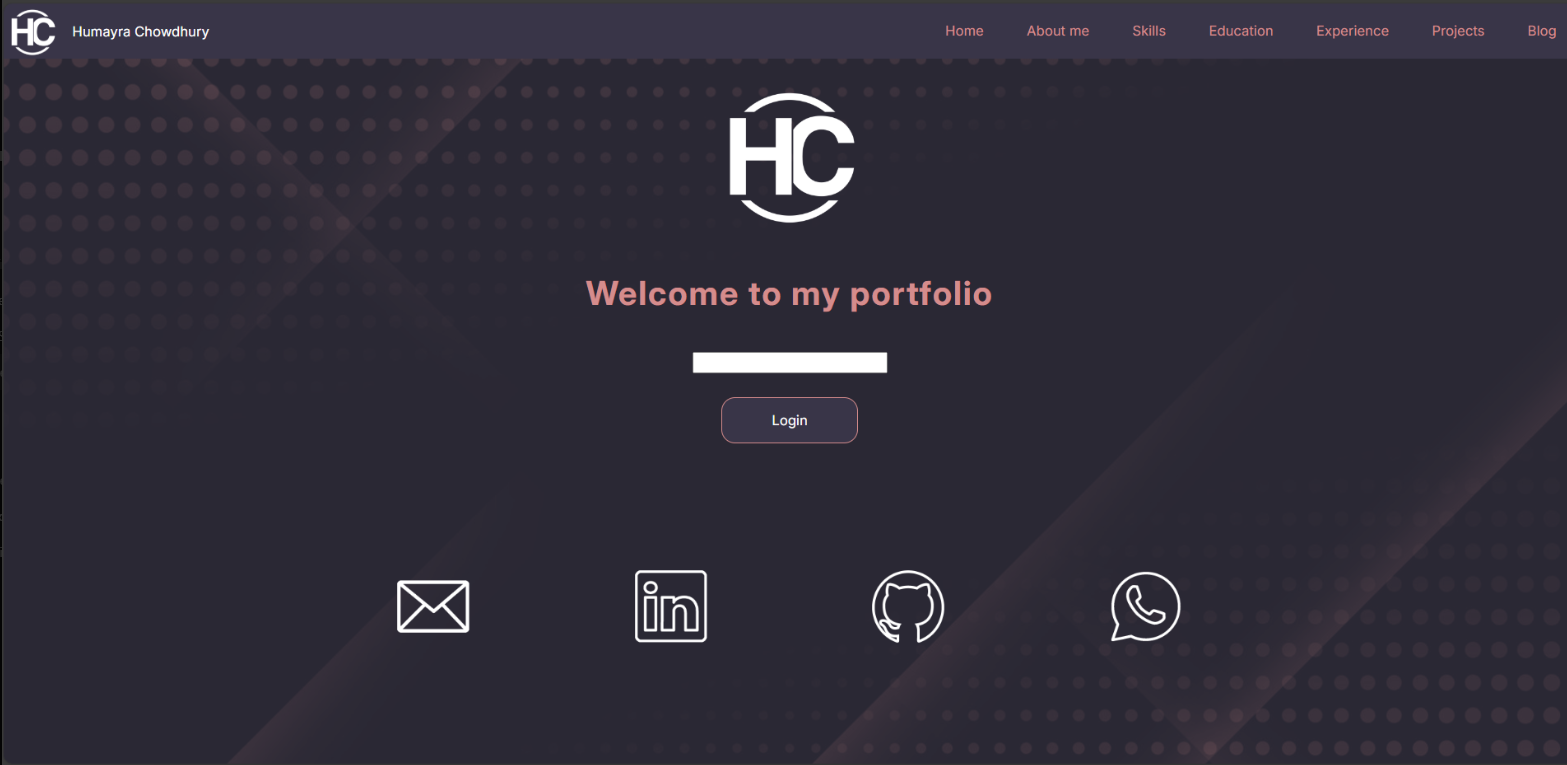 HC
Humayra Chowdhury
Home
About me
Skills
Education
Experience
Projects
Blog
HC
Welcome to my portfolio
Login
in